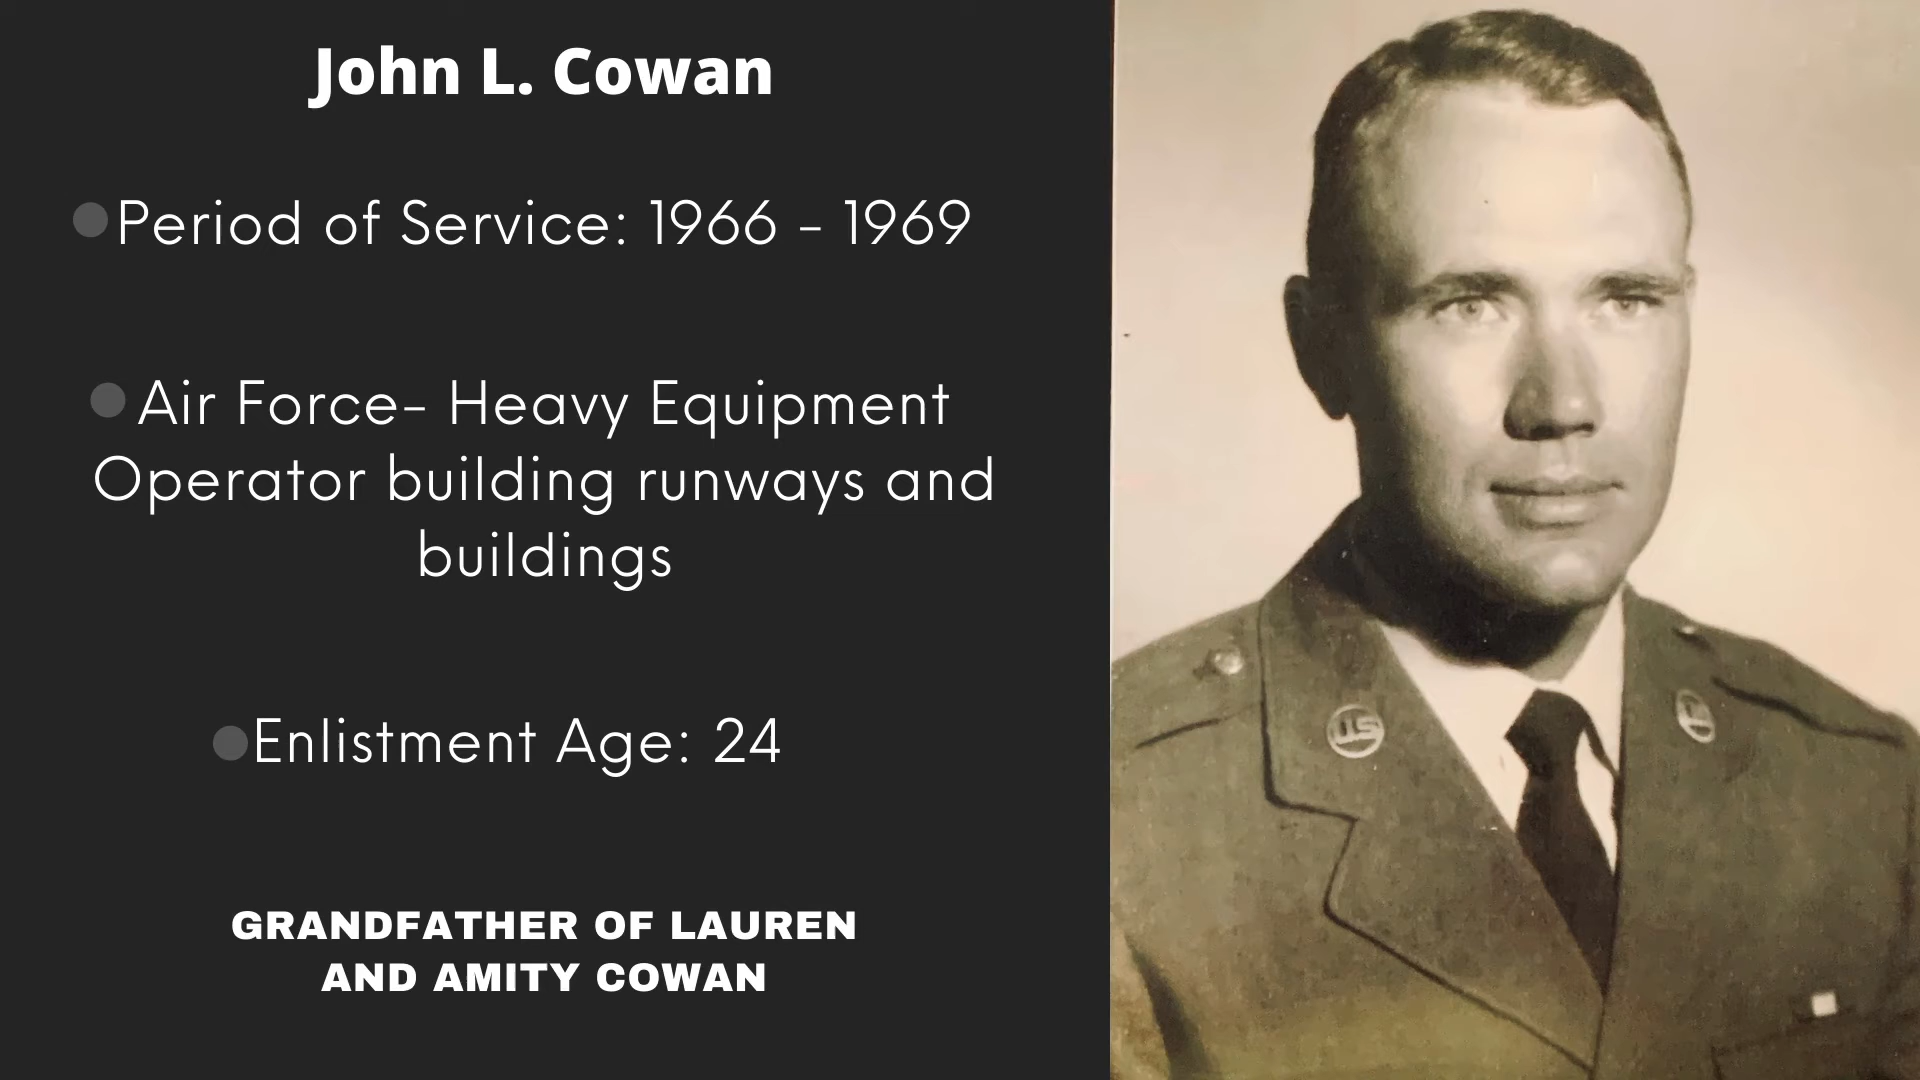 John L. Cowan
Period of Service: 1966 - 1969
Air Force- Heavy Equipment
Operator building runways and
buildings
Enlistment Age: 24
GRANDFATHER OF LAUREN
AND AMITY COWAN
US